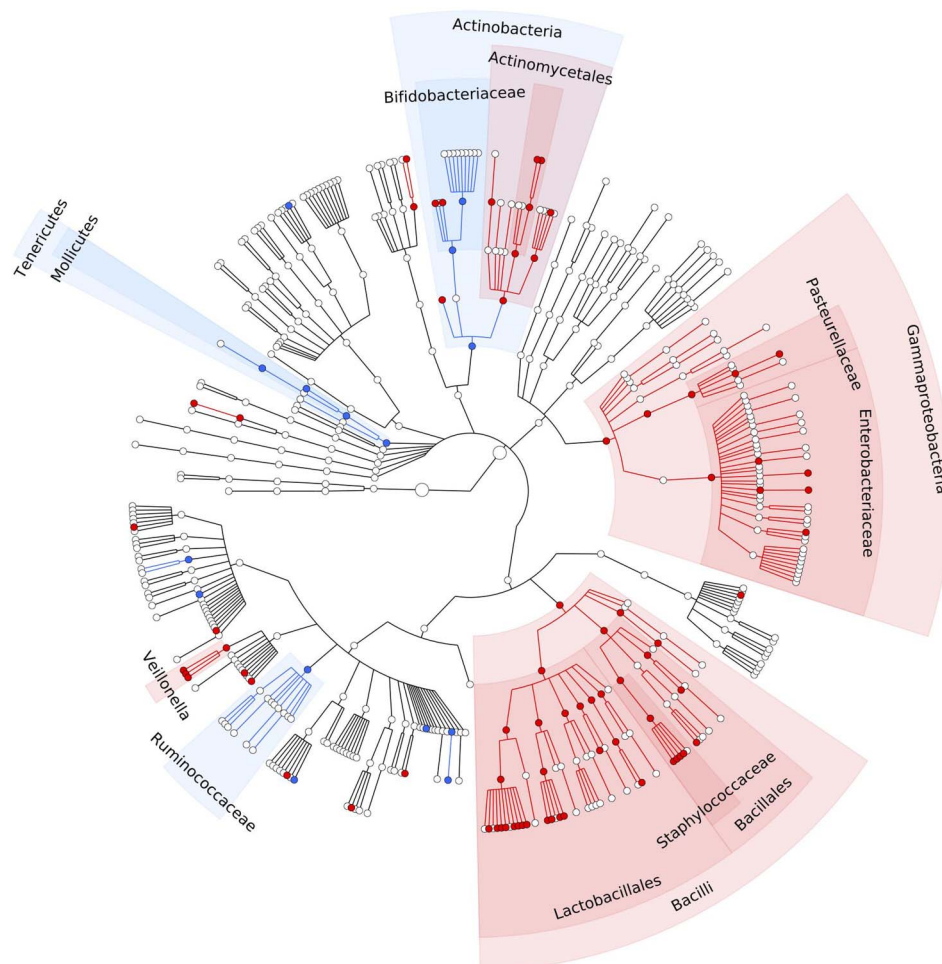 Actinobacteria
Actinomycetales
Bifidobacteriaceae
Tenericutes
Mollicutes
Pasteurellaceae
Gammaproteobacteria
Enterobacteriaceae
Veillonella
Ruminococcaceae
Staphylococcaceae
Bacillales
Lactobacillales
Bacilli